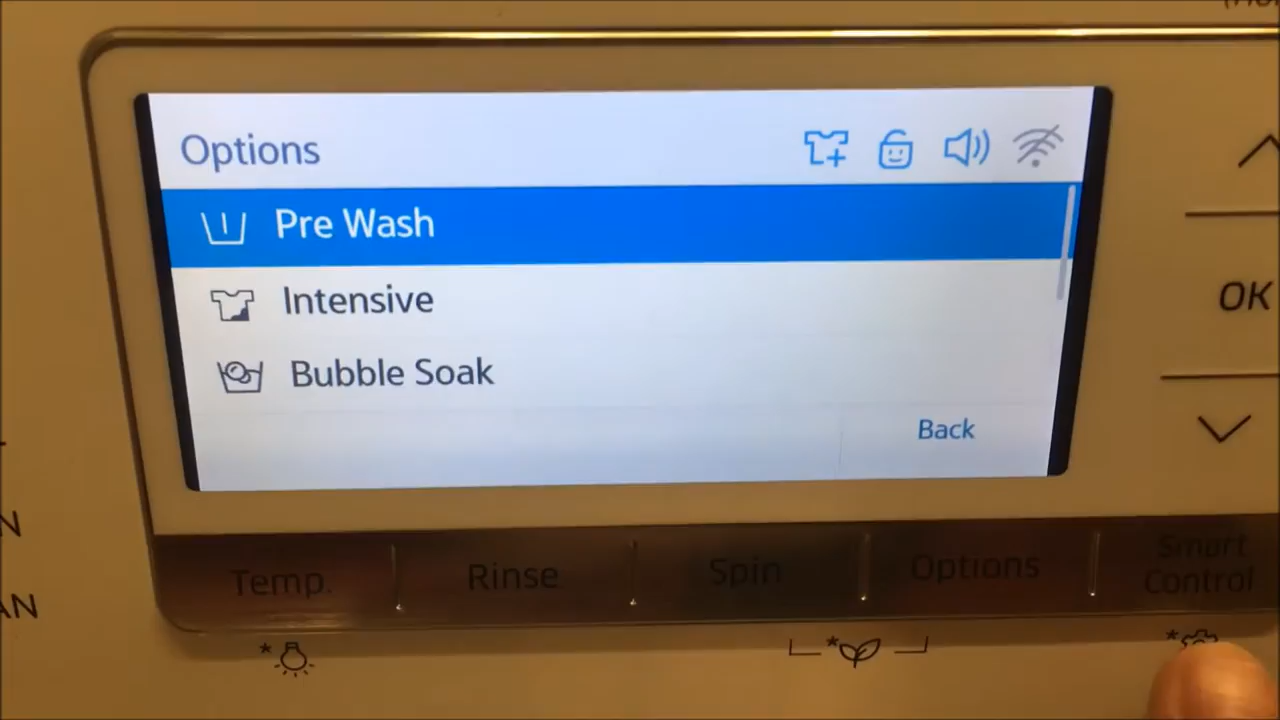 Options
Pre Wash
Intensive
Bubble Soak
Back
OK
Temp.
Rinse
Spin
Options
Smart
Control